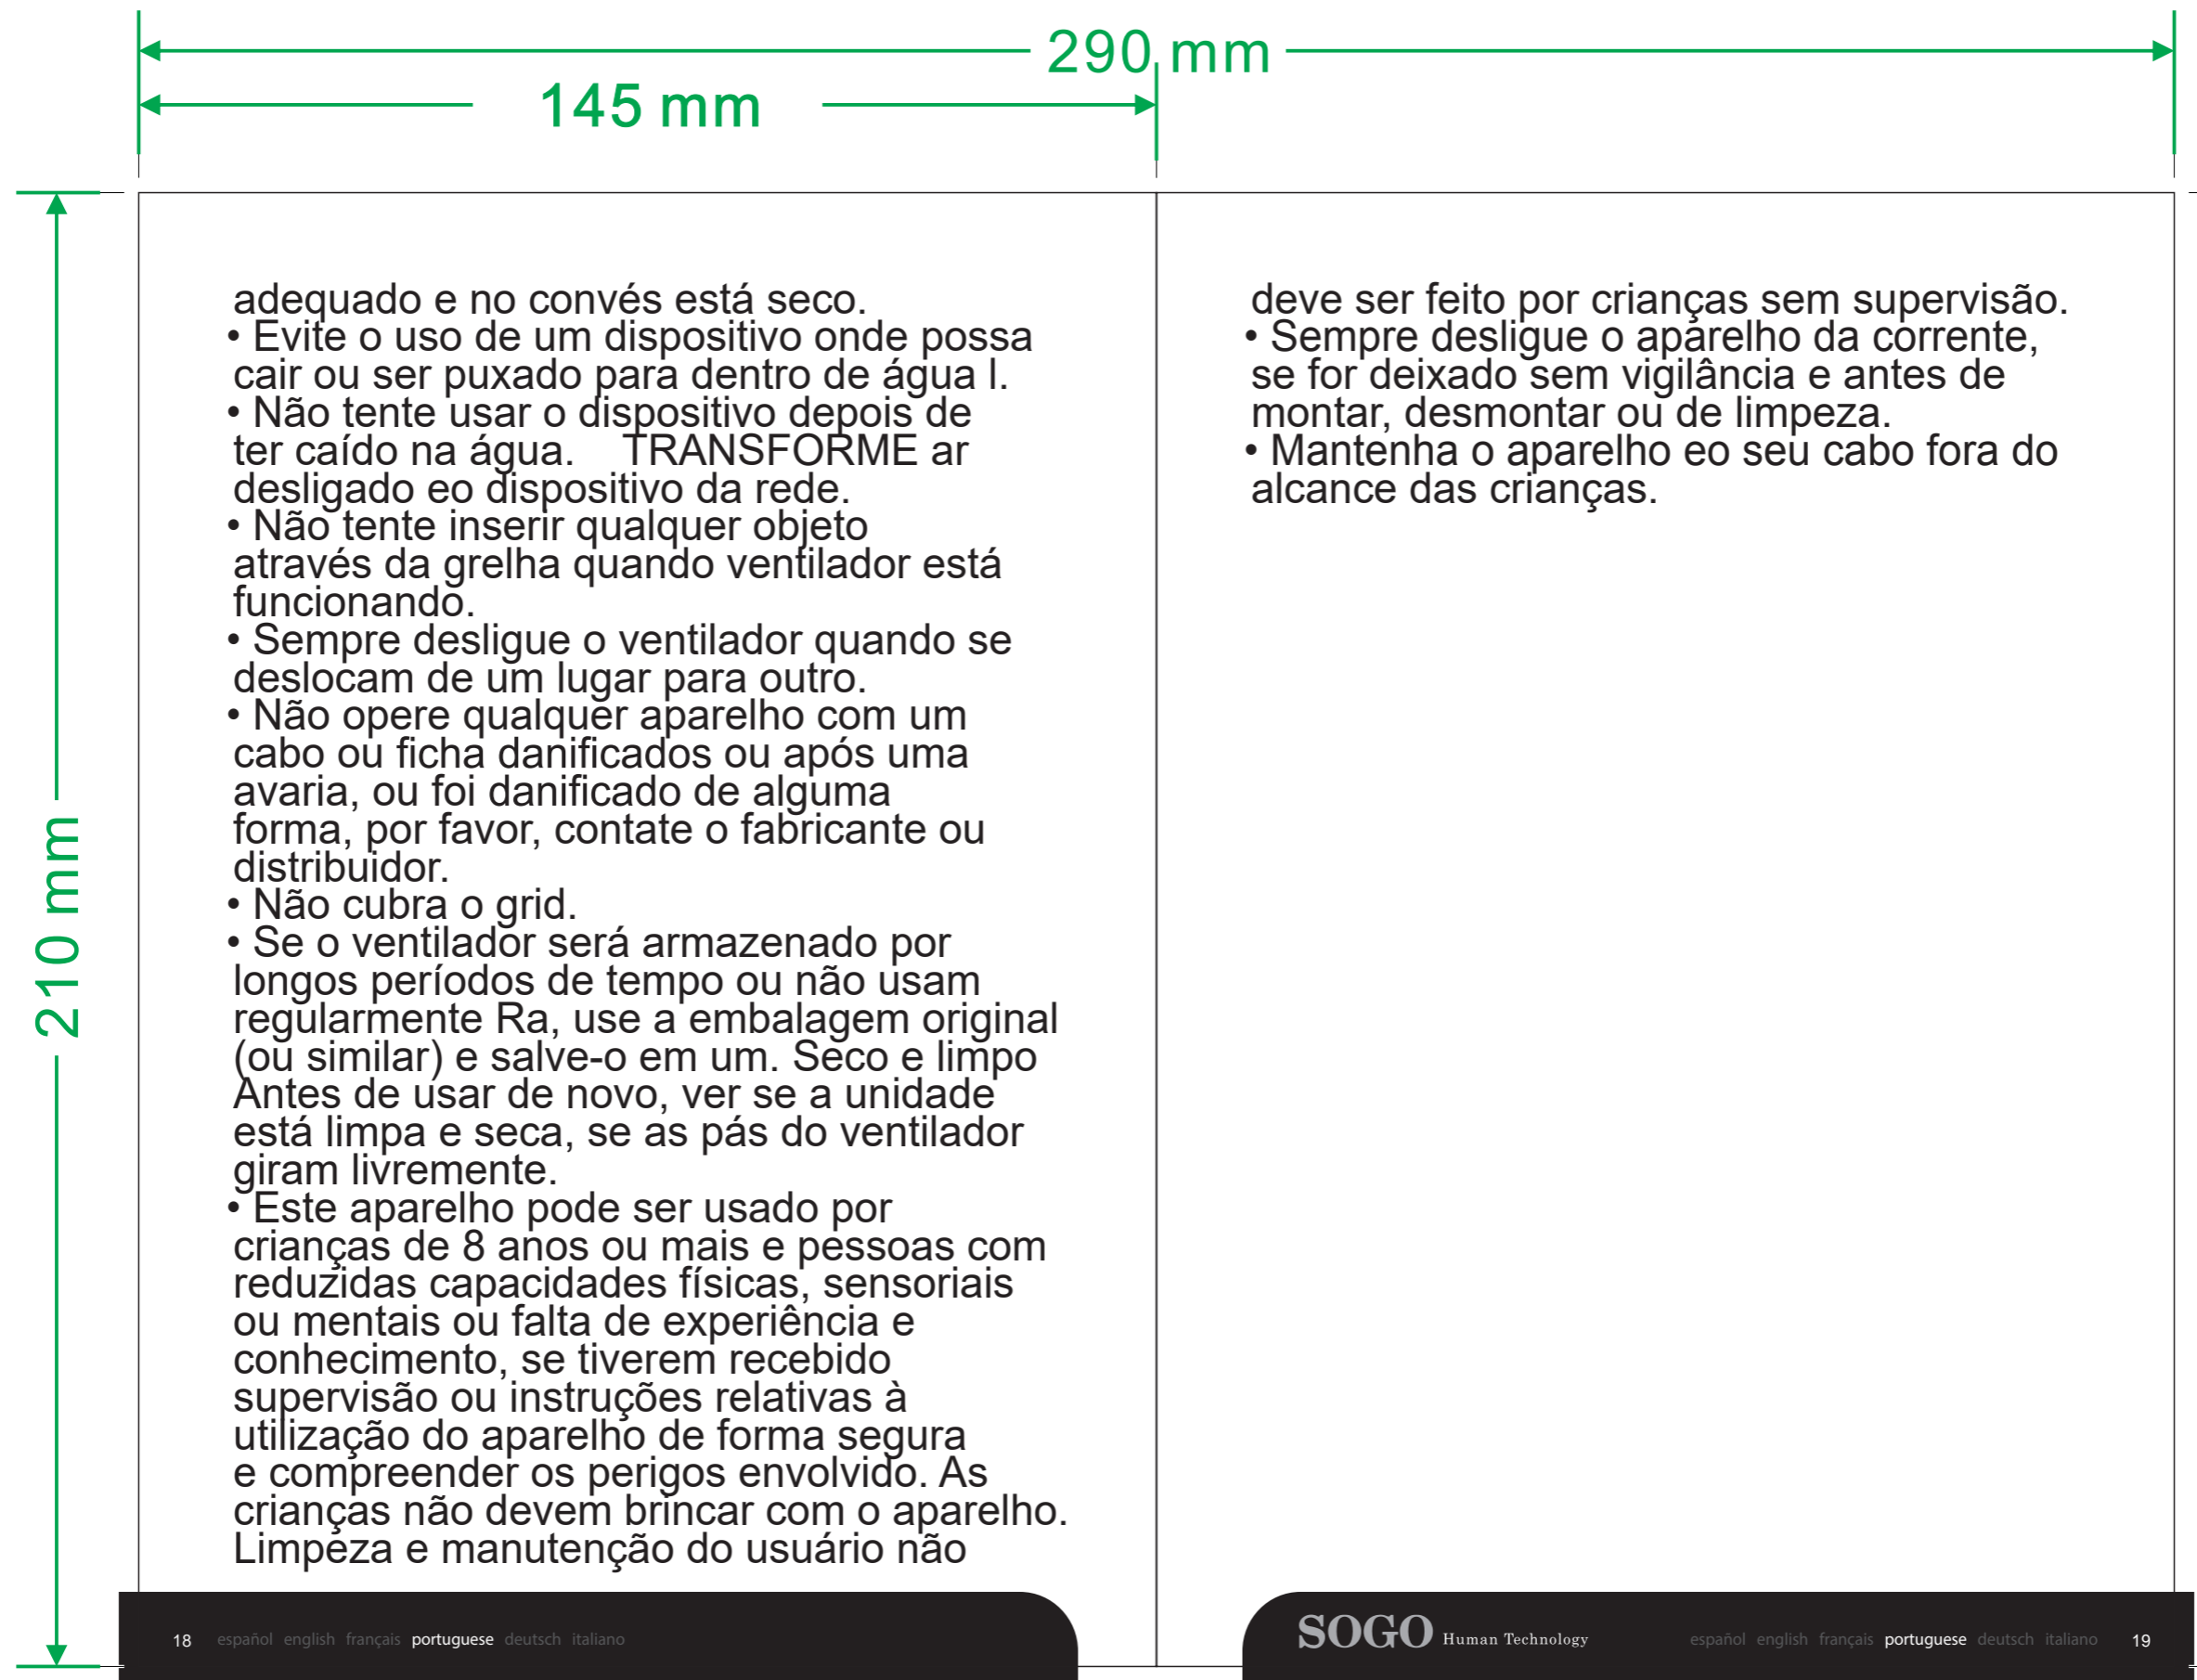 290 mm
145 mm
210 mm
adequado e no convés está seco.
• Evite o uso de um dispositivo onde possa
cair ou ser puxado para dentro de água l.
• Não tente usar o dispositivo depois de
ter caído na água. TRANSFORME ar
desligado eo dispositivo da rede.
• Não tente inserir qualquer objeto
através da grelha quando ventilador está
funcionando.
• Sempre desligue o ventilador quando se
deslocam de um lugar para outro.
• Não opere qualquer aparelho com um
cabo ou ficha danificados ou após uma
avaria, ou foi danificado de alguma
forma, por favor, contate o fabricante ou
distribuidor.
• Não cubra o grid.
• Se o ventilador será armazenado por
longos períodos de tempo ou não usam
regularmente Ra, use a embalagem original
(ou similar) e salve-o em um. Seco e limpo
Antes de usar de novo, ver se a unidade
está limpa e seca, se as pás do ventilador
giram livremente.
• Este aparelho pode ser usado por
crianças de 8 anos ou mais e pessoas com
reduzidas capacidades físicas, sensoriais
ou mentais ou falta de experiência e
conhecimento, se tiverem recebido
supervisão ou instruções relativas à
utilização do aparelho de forma segura
e compreender os perigos envolvido. As
crianças não devem brincar com o aparelho.
Limpeza e manutenção do usuário não
18 español english français portuguese deutsch italiano
deve ser feito por crianças sem supervisão.
• Sempre desligue o aparelho da corrente,
se for deixado sem vigilância e antes de
montar, desmontar ou de limpeza.
• Mantenha o aparelho eo seu cabo fora do
alcance das crianças.
SOGO Human Technology
español english français portuguese deutsch italiano 19